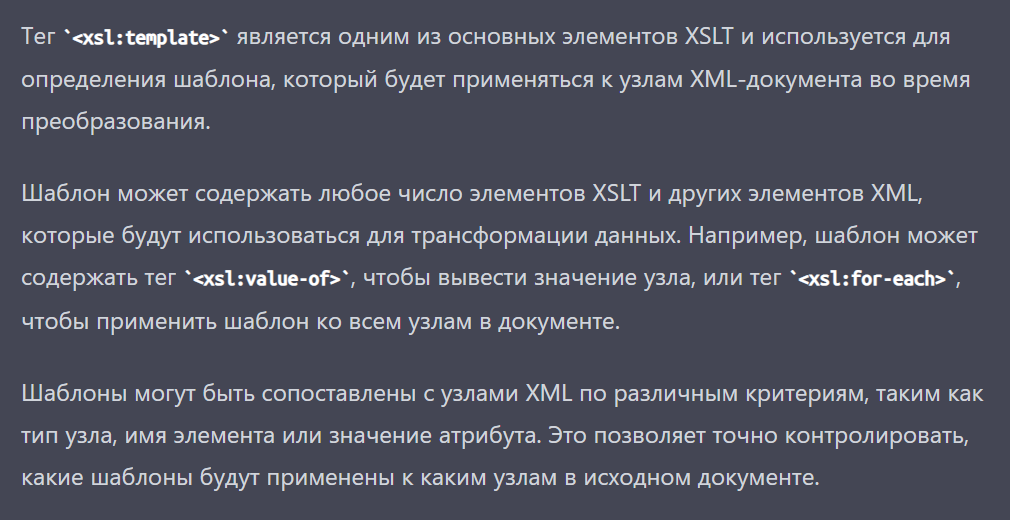 Тег `<xsl:template>` является одним из основных элементов XSLT и используется для
определения шаблона, который будет применяться к узлам XML-документа во время
преобразования.
Шаблон может содержать любое число элементов XSLT и других элементов XML,
которые будут использоваться для трансформации данных. Например, шаблон может
содержать тег `<xsl:value-of>`, чтобы вывести значение узла, или тег `<xsl:for-each>`,
чтобы применить шаблон ко всем узлам в документе.
Шаблоны могут быть сопоставлены с узлами XML по различным критериям, таким как
тип узла, имя элемента или значение атрибута. Это позволяет точно контролировать,
какие шаблоны будут применены к каким узлам в исходном документе.